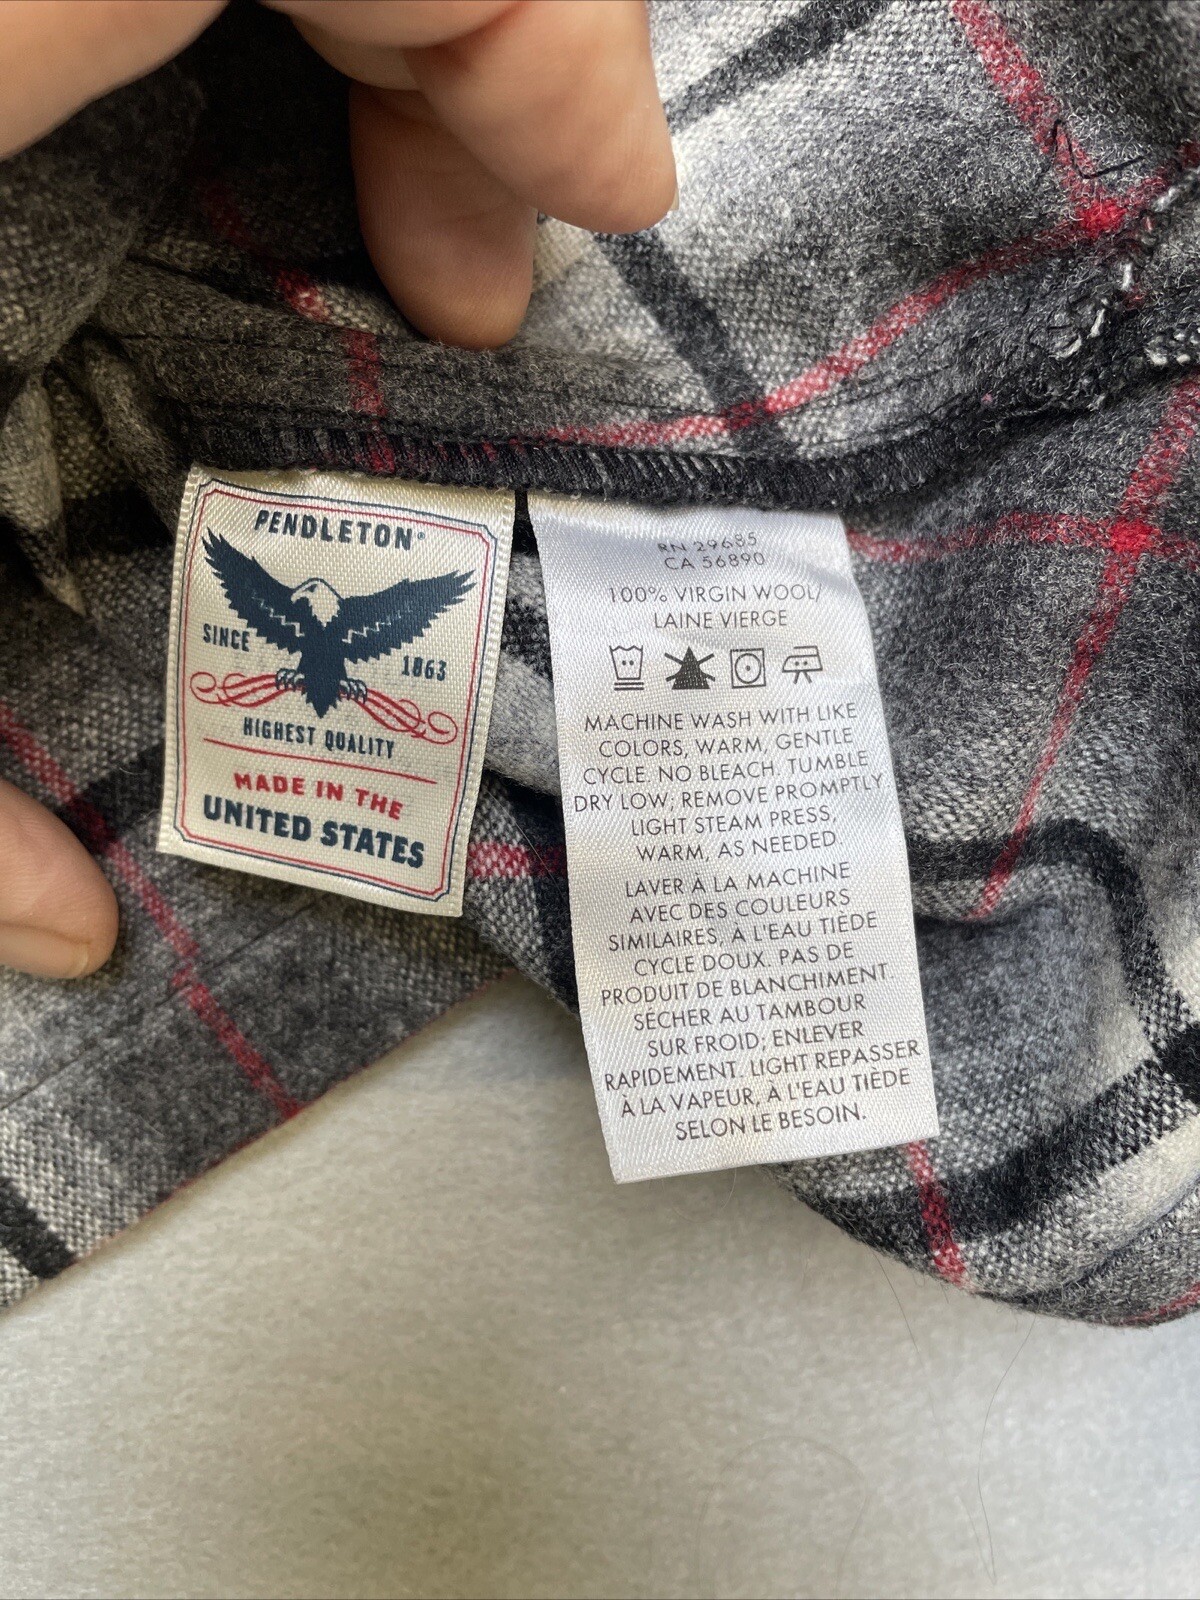 PENDLETON®
SINCE 1863
HIGHEST QUALITY
MADE IN THE
UNITED STATES
RN 29685
CA 56890
100% VIRGIN WOOL/
LAINE VIERGE
MACHINE WASH WITH LIKE
COLORS, WARM, GENTLE
CYCLE. NO BLEACH. TUMBLE
DRY LOW; REMOVE PROMPTLY
LIGHT STEAM PRESS,
WARM, AS NEEDED.
LAVER À LA MACHINE
AVEC DES COULEURS
SIMILAIRES, À L'EAU TIÈDE
CYCLE DOUX. PAS DE
PRODUIT DE BLANCHIMENT.
SÉCHER AU TAMBOUR
SUR FROID; ENLEVER
RAPIDEMENT. LIGHT REPASSER
À LA VAPEUR, À L'EAU TIÈDE
SELON LE BESOIN.